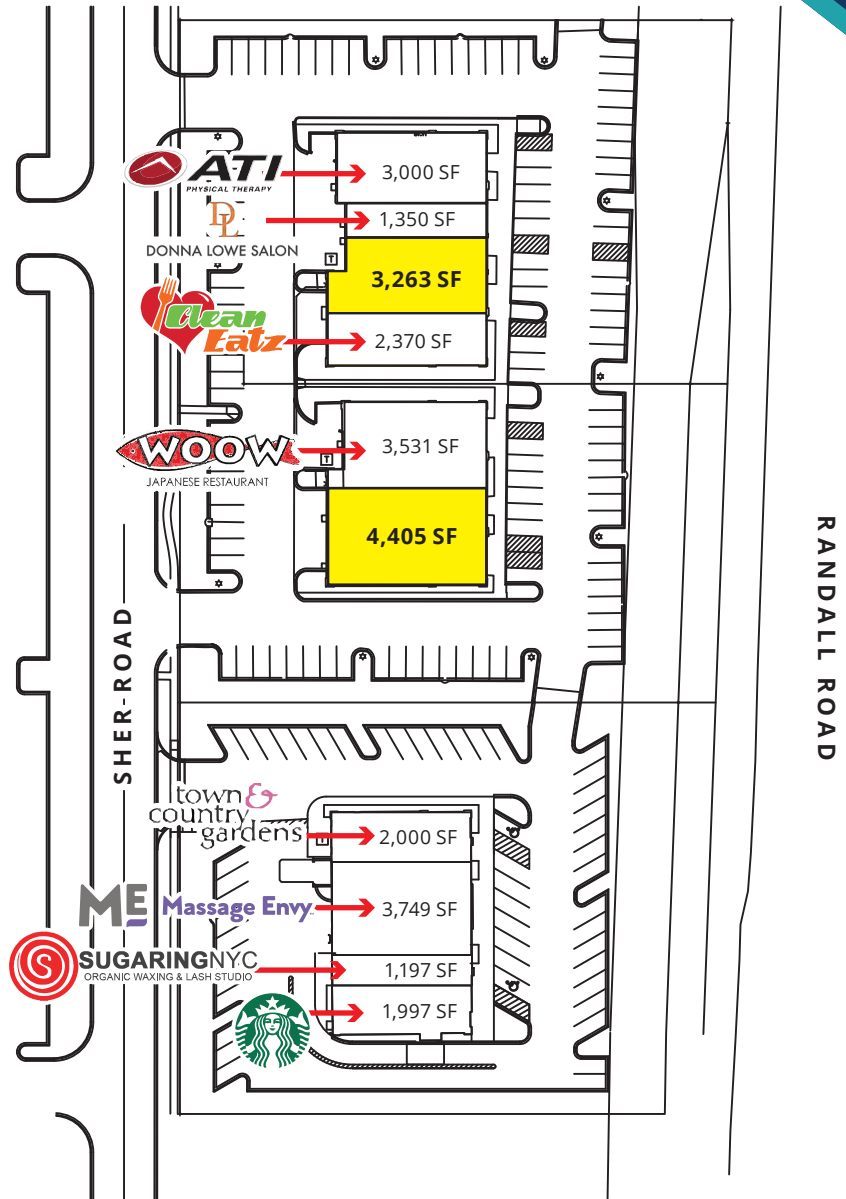 ATI
PHYSICAL THERAPY
3,000 SF
DL
DONNA LOWE SALON
1,350 SF
T
3,263 SF
Clean
Eatz
2,370 SF
WOOW
JAPANESE RESTAURANT
3,531 SF
T
4,405 SF
SHER-ROAD
RANDALL ROAD
town &
country
gardens
2,000 SF
ME Massage Envy
3,749 SF
S SUGARINGNYC
ORGANIC WAXING & LASH STUDIO
1,197 SF
1,997 SF